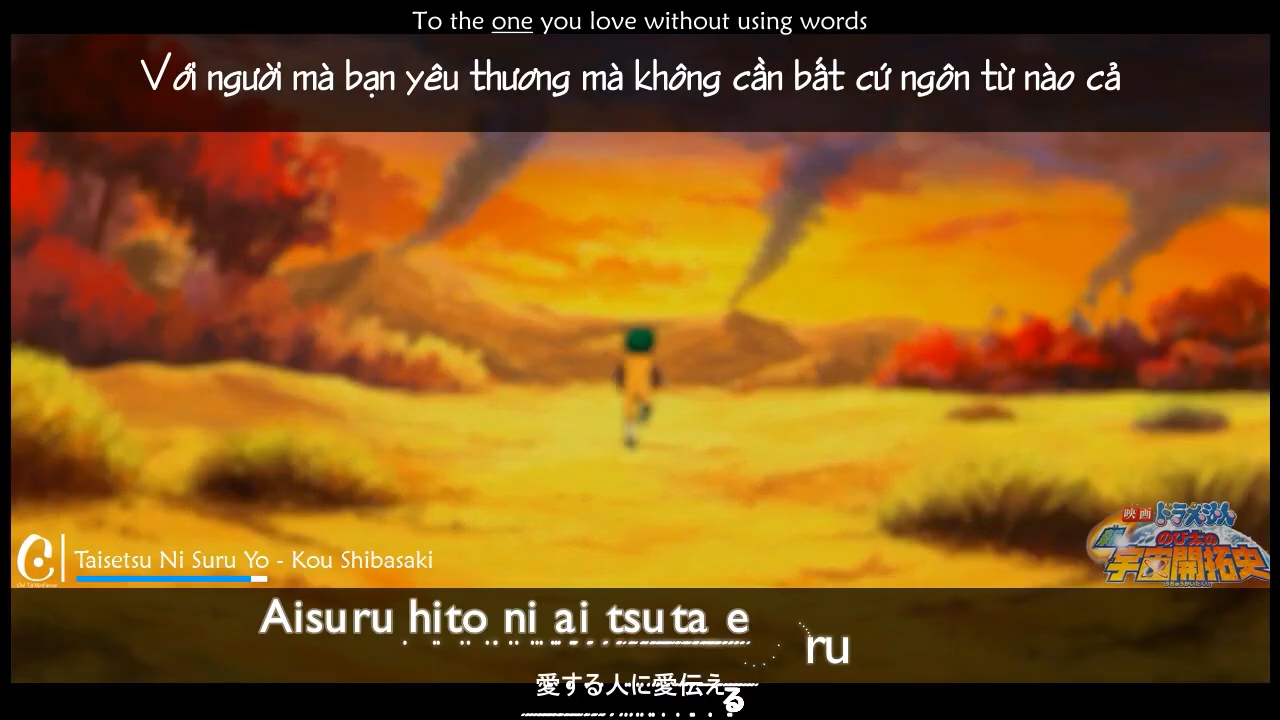 To the one you love without using words
Với người mà bạn yêu thương mà không cần bất cứ ngôn từ nào cả
Taisetsu Ni Suru Yo - Kou Shibasaki
映画ドラえもん
新
のび太の
宇宙開拓史
Aisuru hito ni ai tsuta e ru
愛する人に愛伝える